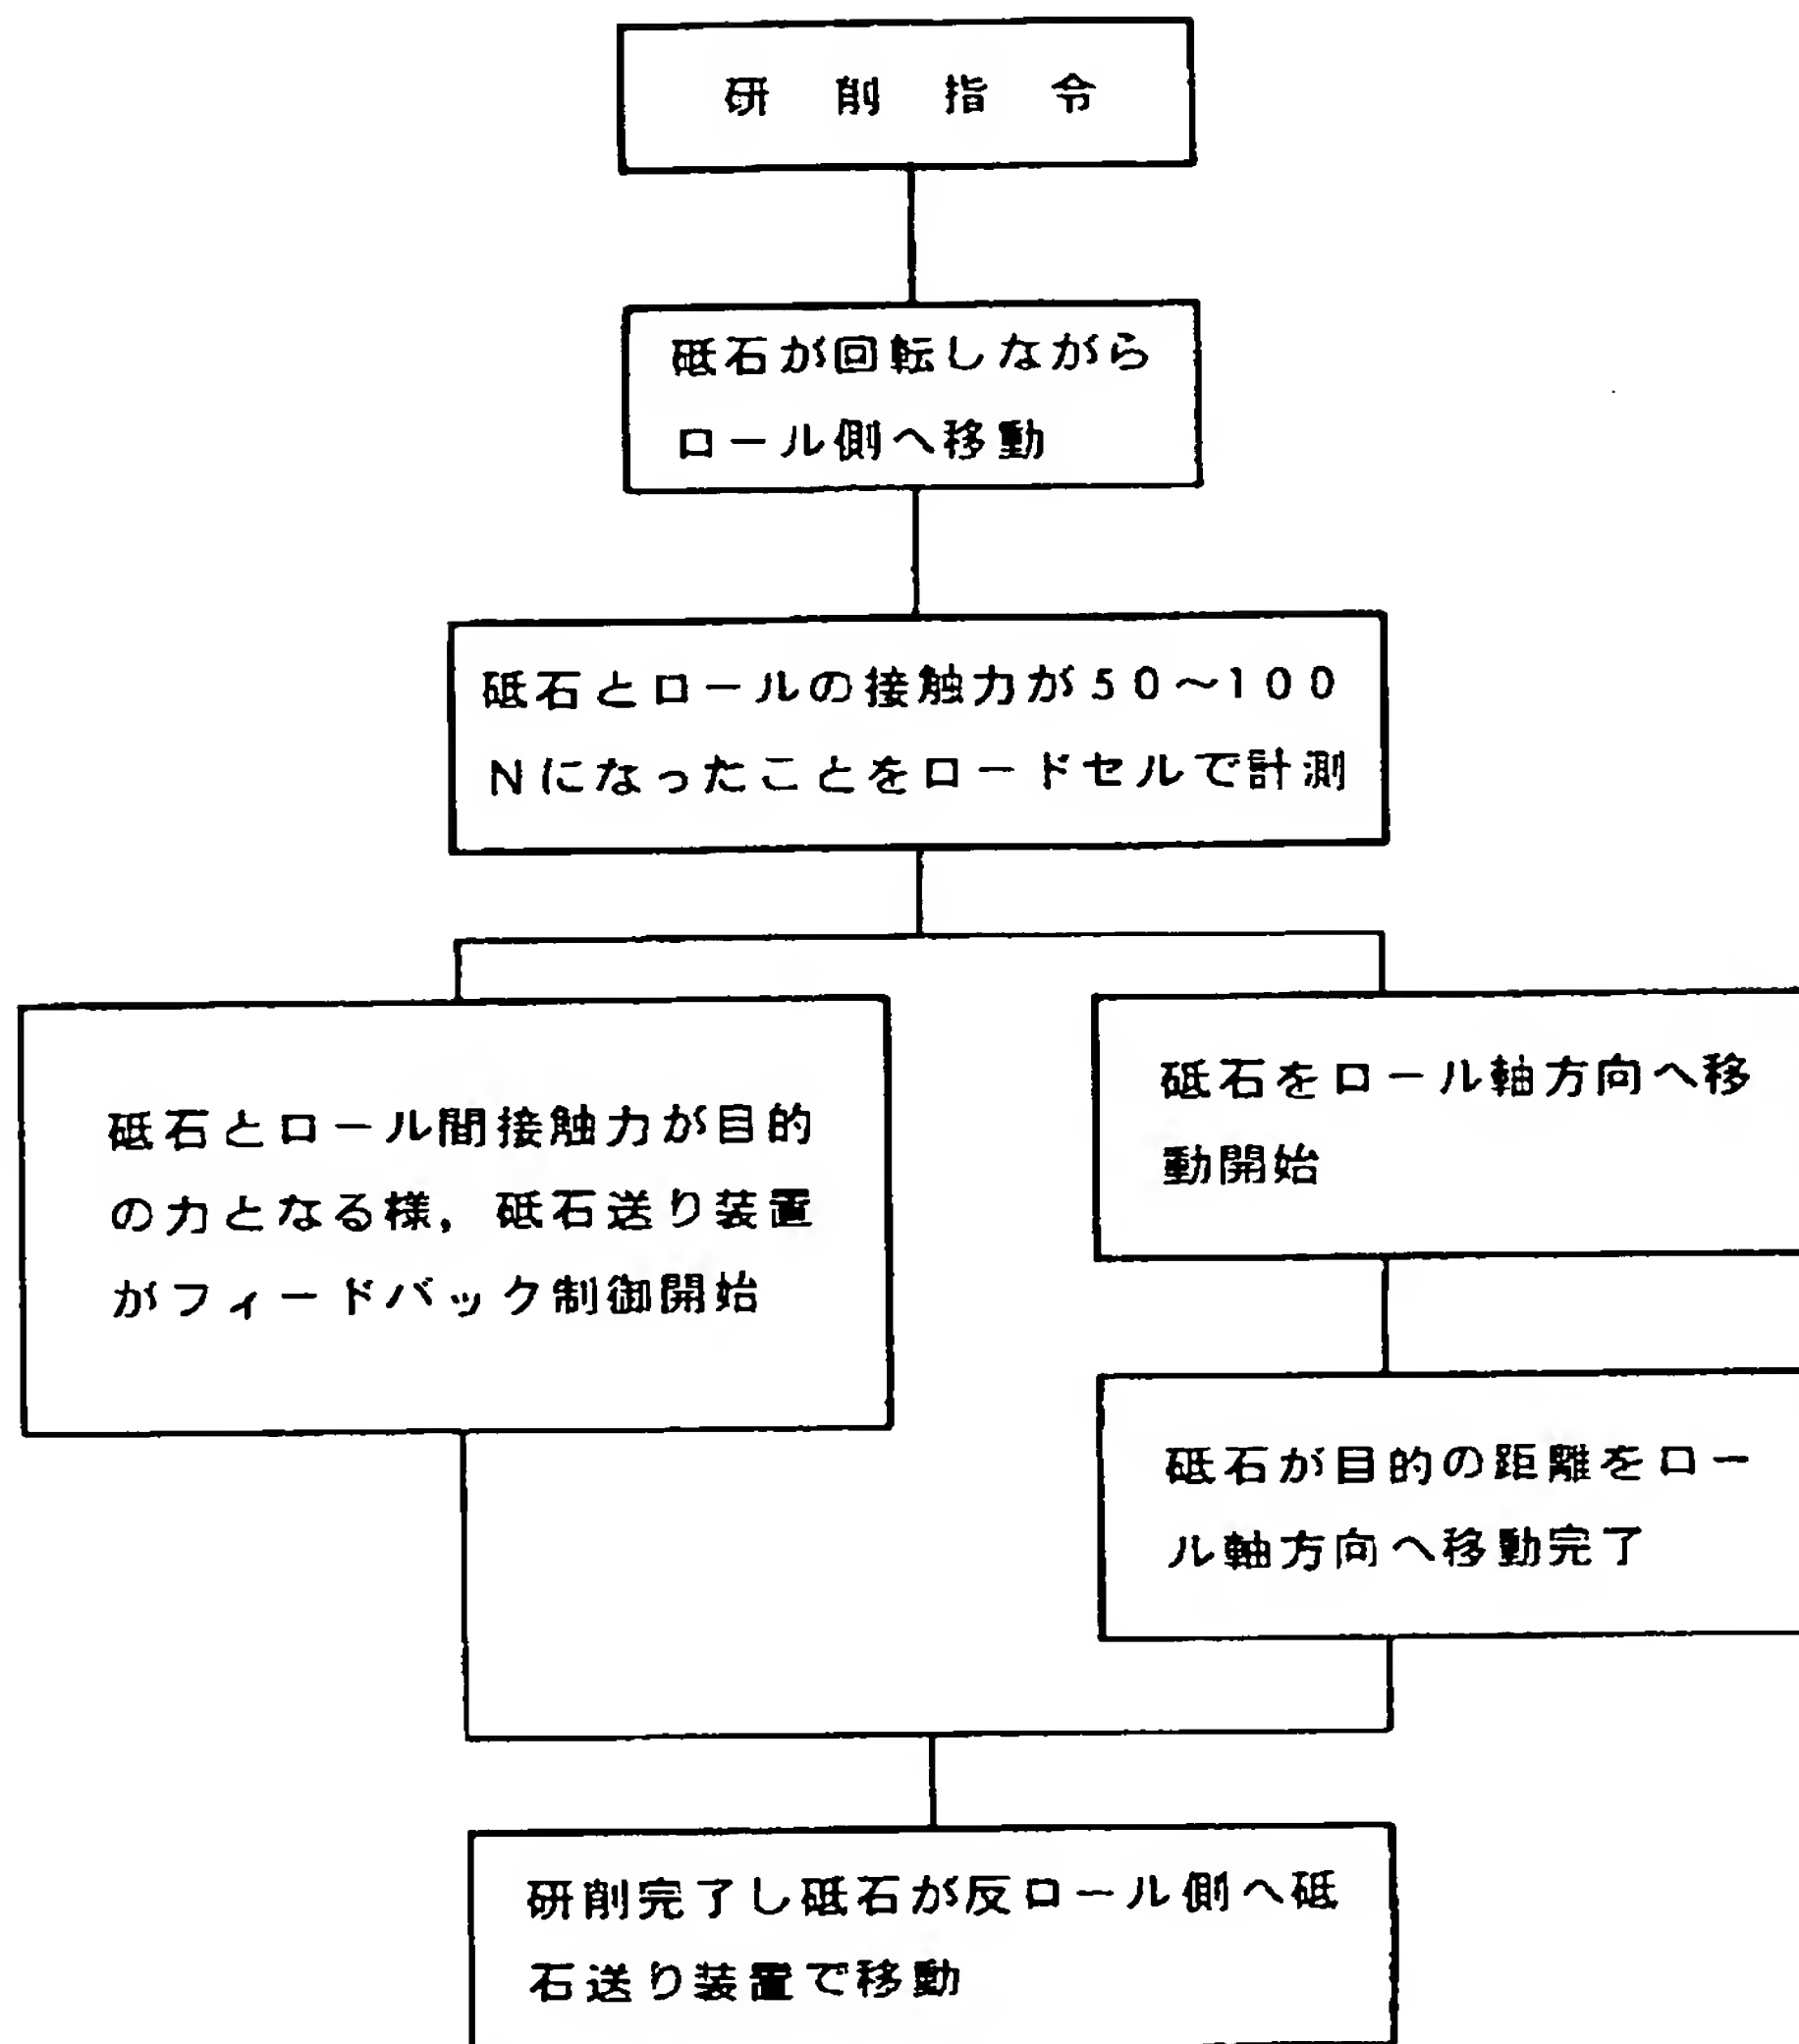 研削指令
砥石が回転しながら
ロール側へ移動
砥石とロールの接触力が50〜100
Nになったことをロードセルで計測
砥石とロール間接触力が目的
の力となる様，砥石送り装置
がフィードバック制御開始
砥石をロール軸方向へ移
動開始
砥石が目的の距離をロー
ル軸方向へ移動完了
研削完了し砥石が反ロール側へ砥
石送り装置で移動